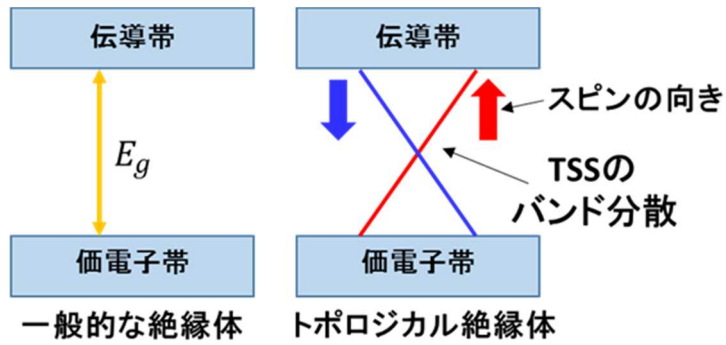 伝導帯
伝導帯
スピンの向き
E_g
TSSの
バンド分散
価電子帯
価電子帯
一般的な絶縁体
トポロジカル絶縁体